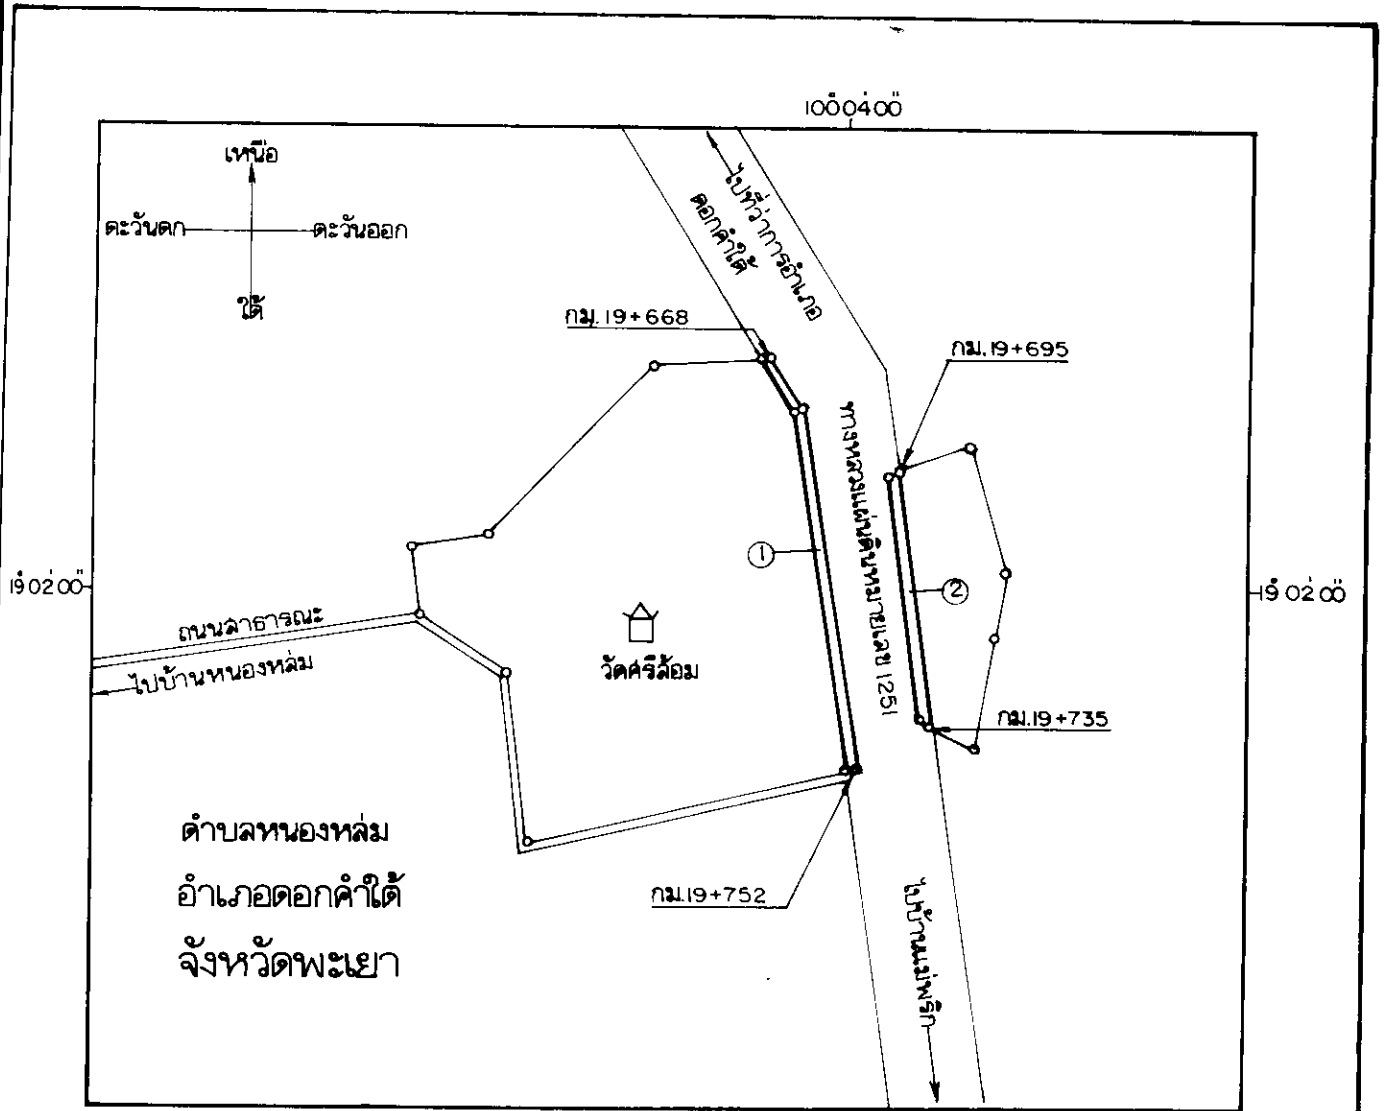 100° 04' 00"
เหนือ
ตะวันตก
ตะวันออก
ใต้
ไปที่ว่าการอำเภอ
ดอกคำใต้
กม.19+668
กม.19+695
ทางหลวงแผ่นดินหมายเลข 1251
1
2
19° 02' 00"
19° 02' 00"
ถนนสาธารณะ
ไปบ้านหนองหล่ม
วัดศรีล้อม
กม.19+735
ตำบลหนองหล่ม
อำเภอดอกคำใต้
กม.19+752
จังหวัดพะเยา
ไปบ้านแม่พริก